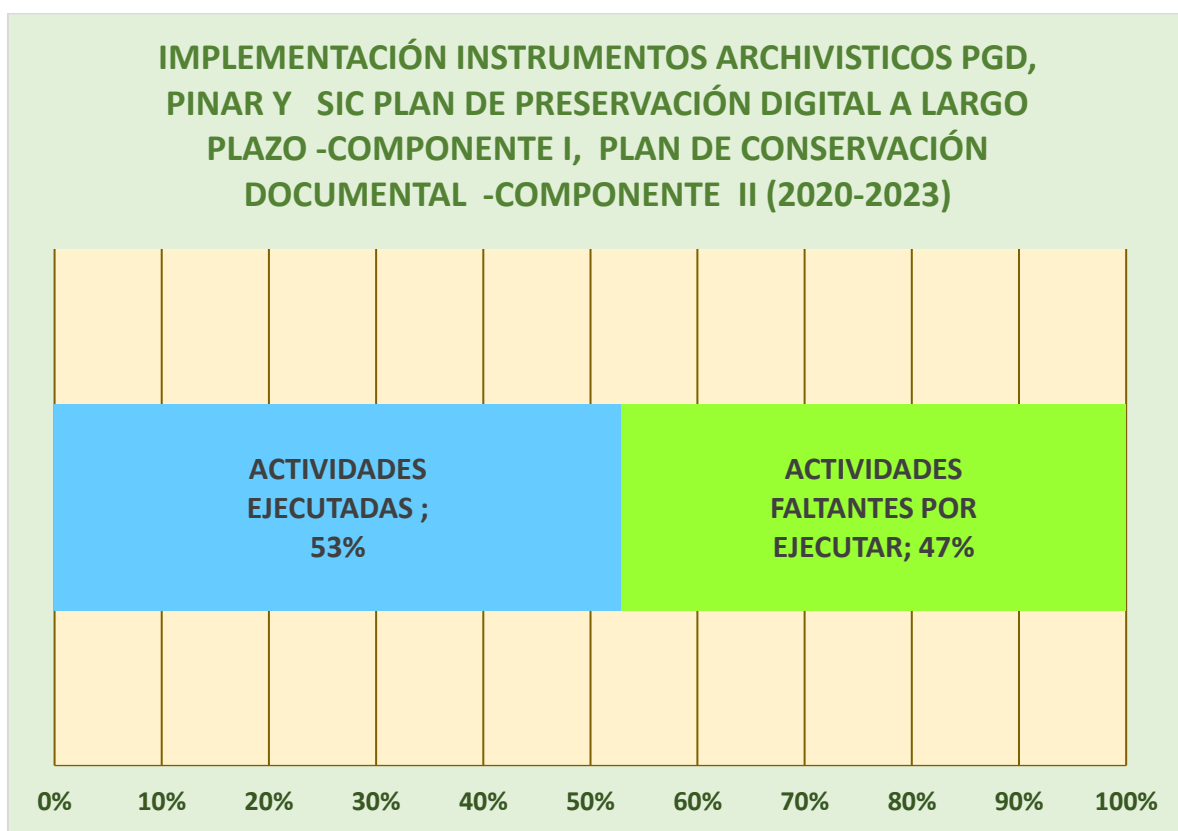 IMPLEMENTACIÓN INSTRUMENTOS ARCHIVISTICOS PGD,
PINAR Y SIC PLAN DE PRESERVACIÓN DIGITAL A LARGO
PLAZO -COMPONENTE I, PLAN DE CONSERVACIÓN
DOCUMENTAL -COMPONENTE II (2020-2023)
ACTIVIDADES
EJECUTADAS ;
53%
ACTIVIDADES
FALTANTES POR
EJECUTAR; 47%
0% 10% 20% 30% 40% 50% 60% 70% 80% 90% 100%